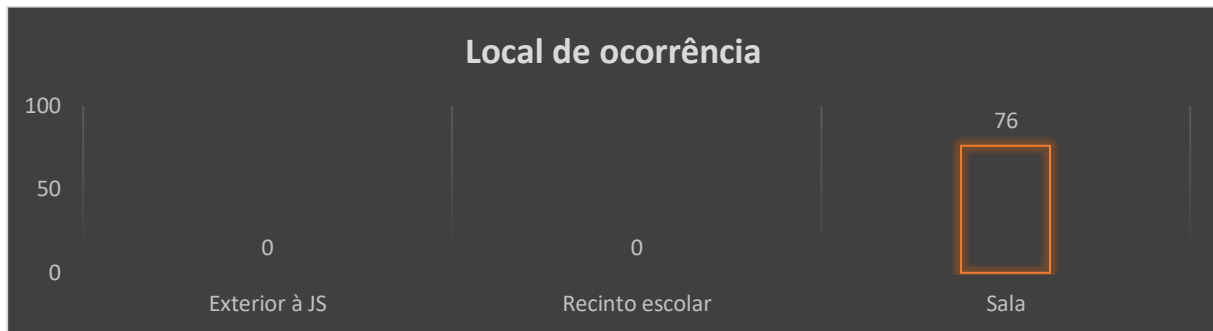 Local de ocorrência
100
76
50
0
0
0
Exterior à JS
Recinto escolar
Sala